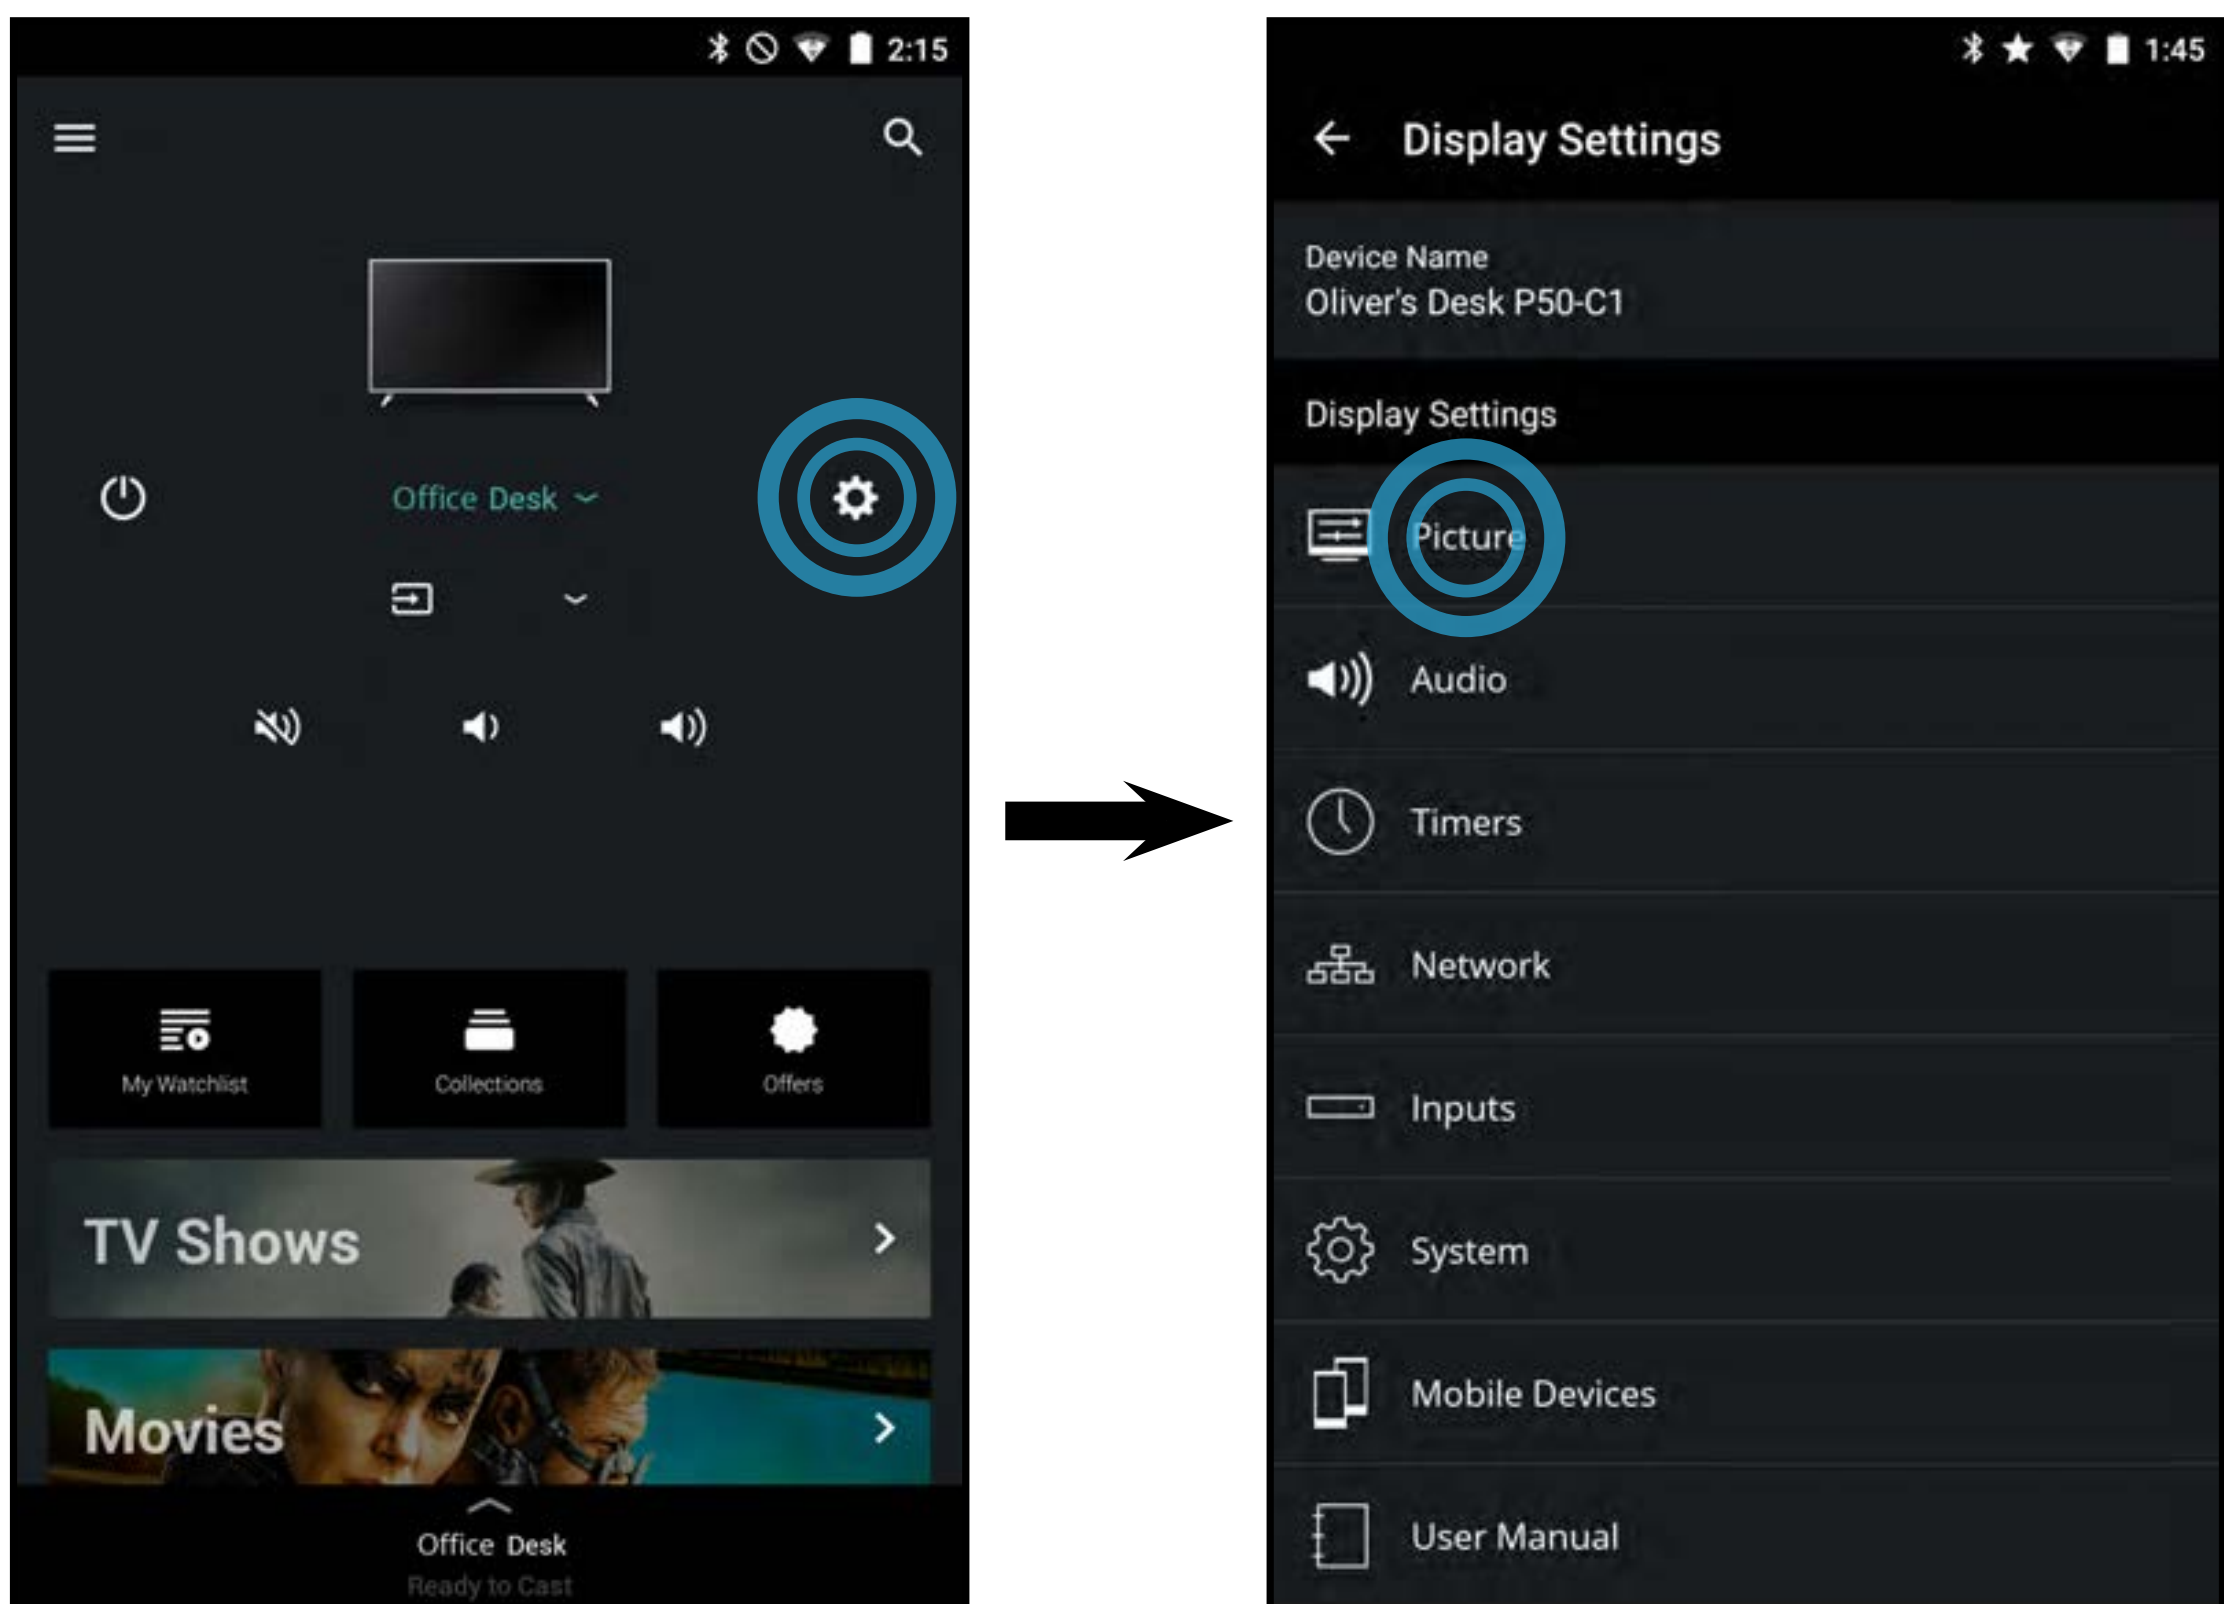 2:15
Office Desk
My Watchlist
Collections
Offers
TV Shows
Movies
Office Desk
Ready to Cast
1:45
Display Settings
Device Name
Oliver's Desk P50-C1
Display Settings
Picture
Audio
Timers
Network
Inputs
System
Mobile Devices
User Manual